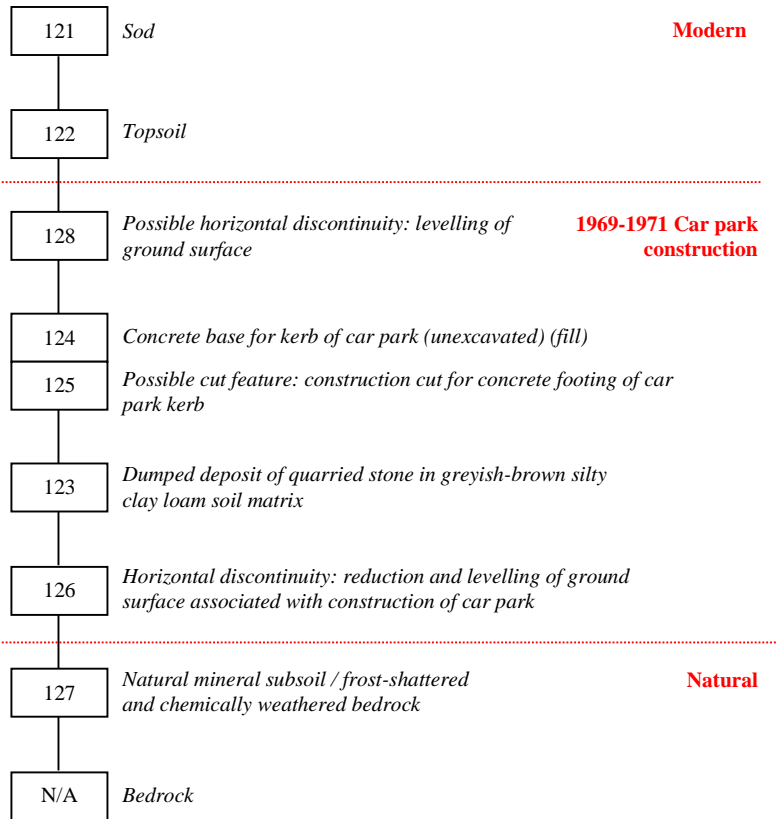 121
Sod
Modern
122
Topsoil
128
Possible horizontal discontinuity: levelling of
ground surface
1969-1971 Car park
construction
124
Concrete base for kerb of car park (unexcavated) (fill)
125
Possible cut feature: construction cut for concrete footing of car
park kerb
123
Dumped deposit of quarried stone in greyish-brown silty
clay loam soil matrix
126
Horizontal discontinuity: reduction and levelling of ground
surface associated with construction of car park
127
Natural mineral subsoil / frost-shattered
and chemically weathered bedrock
Natural
N/A
Bedrock